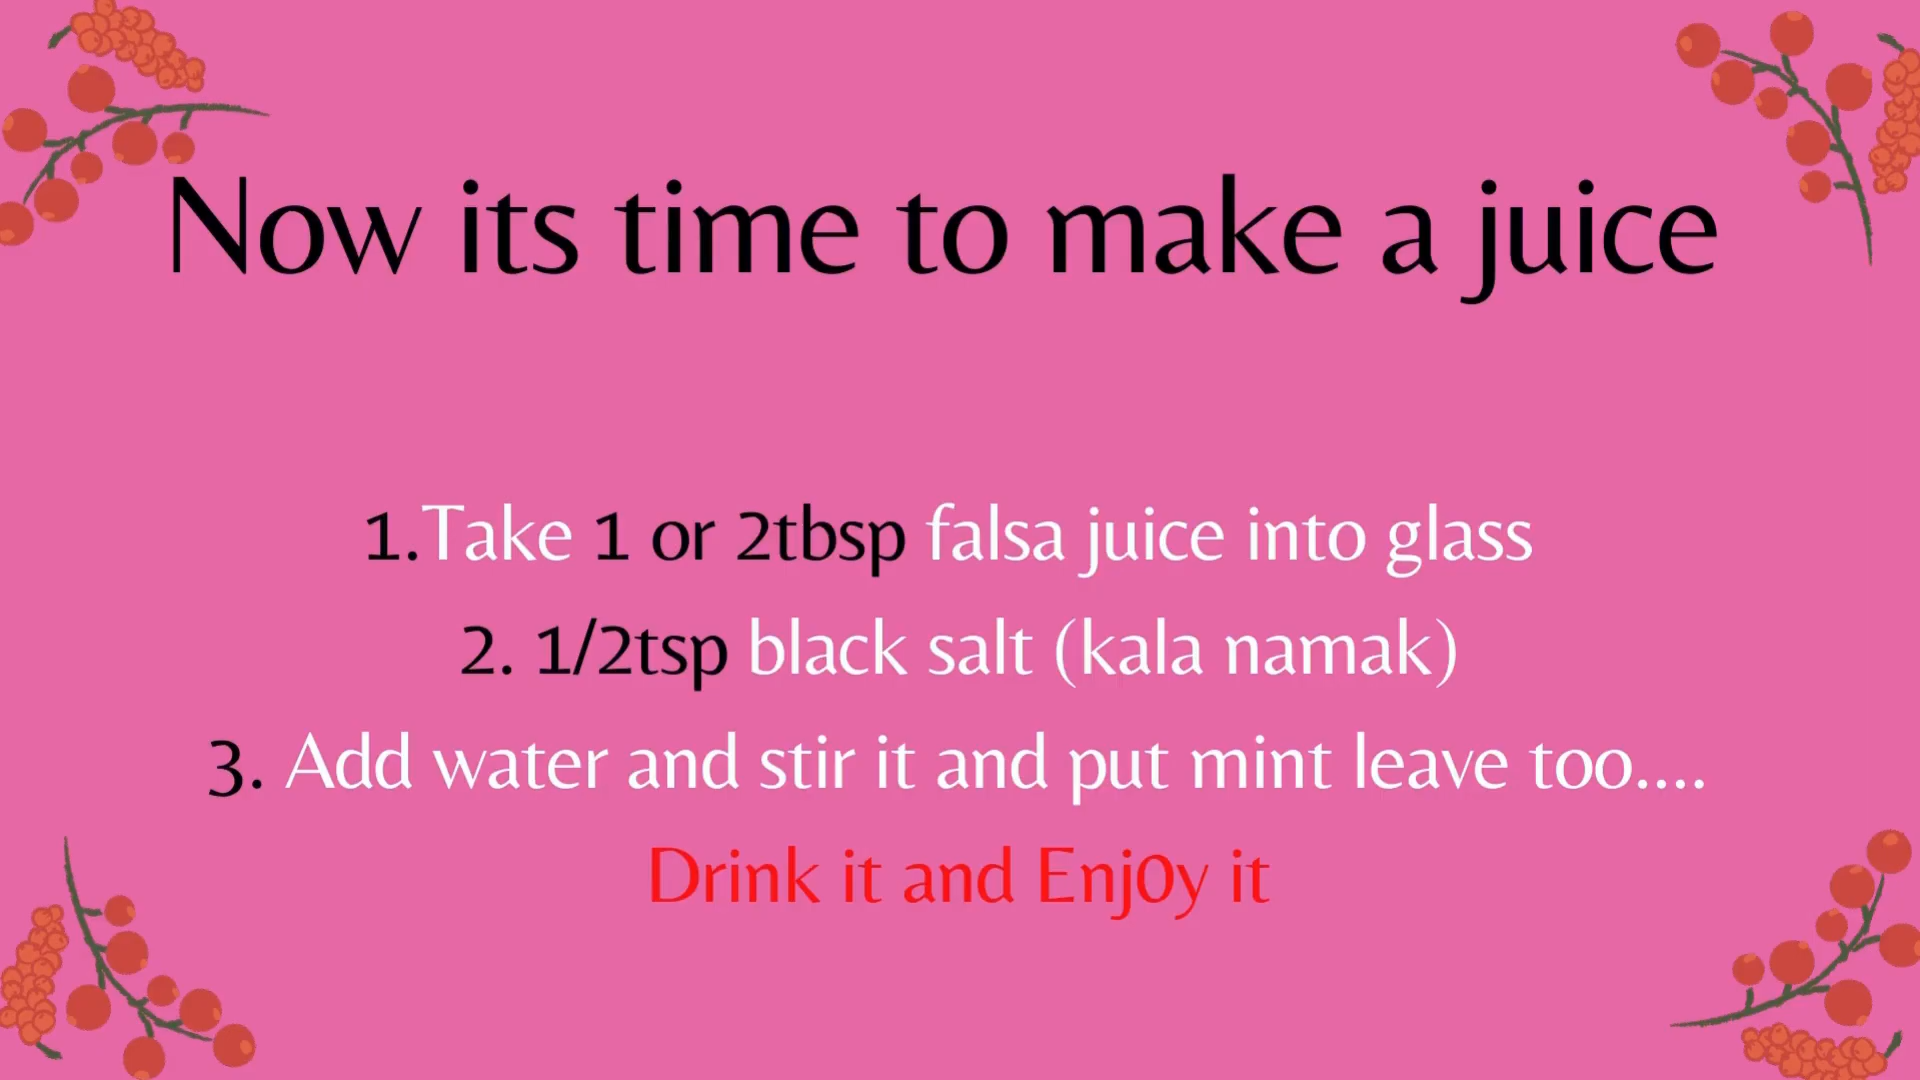 Now its time to make a juice
1.Take 1 or 2tbsp falsa juice into glass
2. 1/2tsp black salt (kala namak)
3. Add water and stir it and put mint leave too....
Drink it and Enj0y it